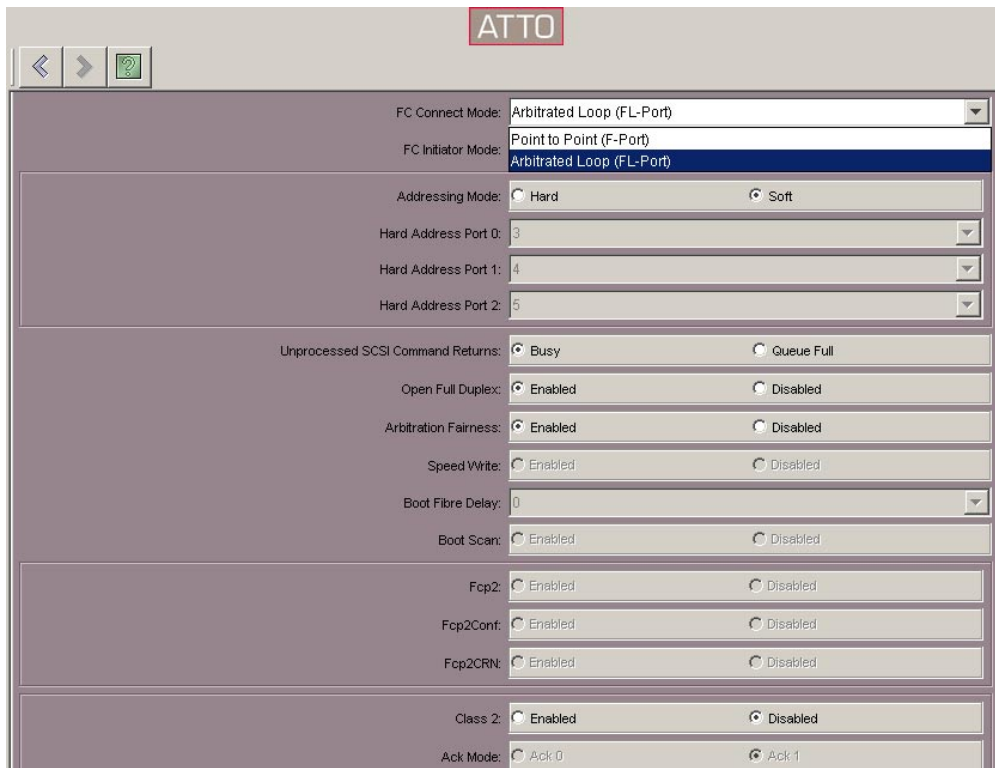 ATTO
FC Connect Mode: Arbitrated Loop (FL-Port)
Point to Point (F-Port)
FC Initiator Mode:
Arbitrated Loop (FL-Port)
Addressing Mode: Hard Soft
Hard Address Port 0: 3
Hard Address Port 1: 4
Hard Address Port 2: 5
Unprocessed SCSI Command Returns: Busy Queue Full
Open Full Duplex: Enabled Disabled
Arbitration Fairness: Enabled Disabled
Speed Write: Enabled Disabled
Boot Fibre Delay: 0
Boot Scan: Enabled Disabled
Fcp2: Enabled Disabled
Fcp2Conf: Enabled Disabled
Fcp2CRN: Enabled Disabled
Class 2: Enabled Disabled
Ack Mode: Ack 0 Ack 1